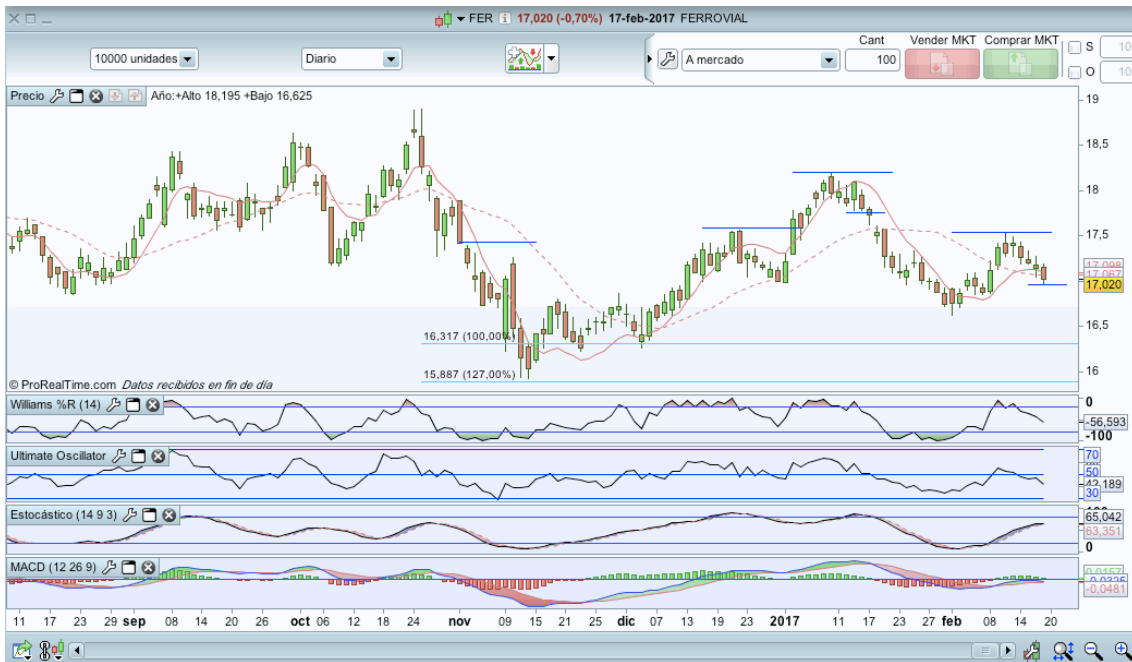 FER 17,020 (-0,70%) 17-feb-2017 FERROVIAL
10000 unidades
Diario
A mercado
Cant
100
Vender MKT
Comprar MKT
S
10
O
10
Precio
Año:+Alto 18,195 +Bajo 16,625
19
18,5
18
17,5
17,098
17,067
17,020
16,5
16
16,317 (100,00%)
15,887 (127,00%)
© ProRealTime.com Datos recibidos en fin de día
Williams %R (14)
0
-56,593
-100
Ultimate Oscillator
70
50
42,189
30
Estocástico (14 9 3)
65,042
63,351
0
MACD (12 26 9)
0,0157
-0,0325
-0,0481
11 17 23 29 sep 08 14 20 26 oct 06 12 18 24 nov 09 15 21 25 dic 07 13 19 23 2017 11 17 23 27 feb 08 14 20